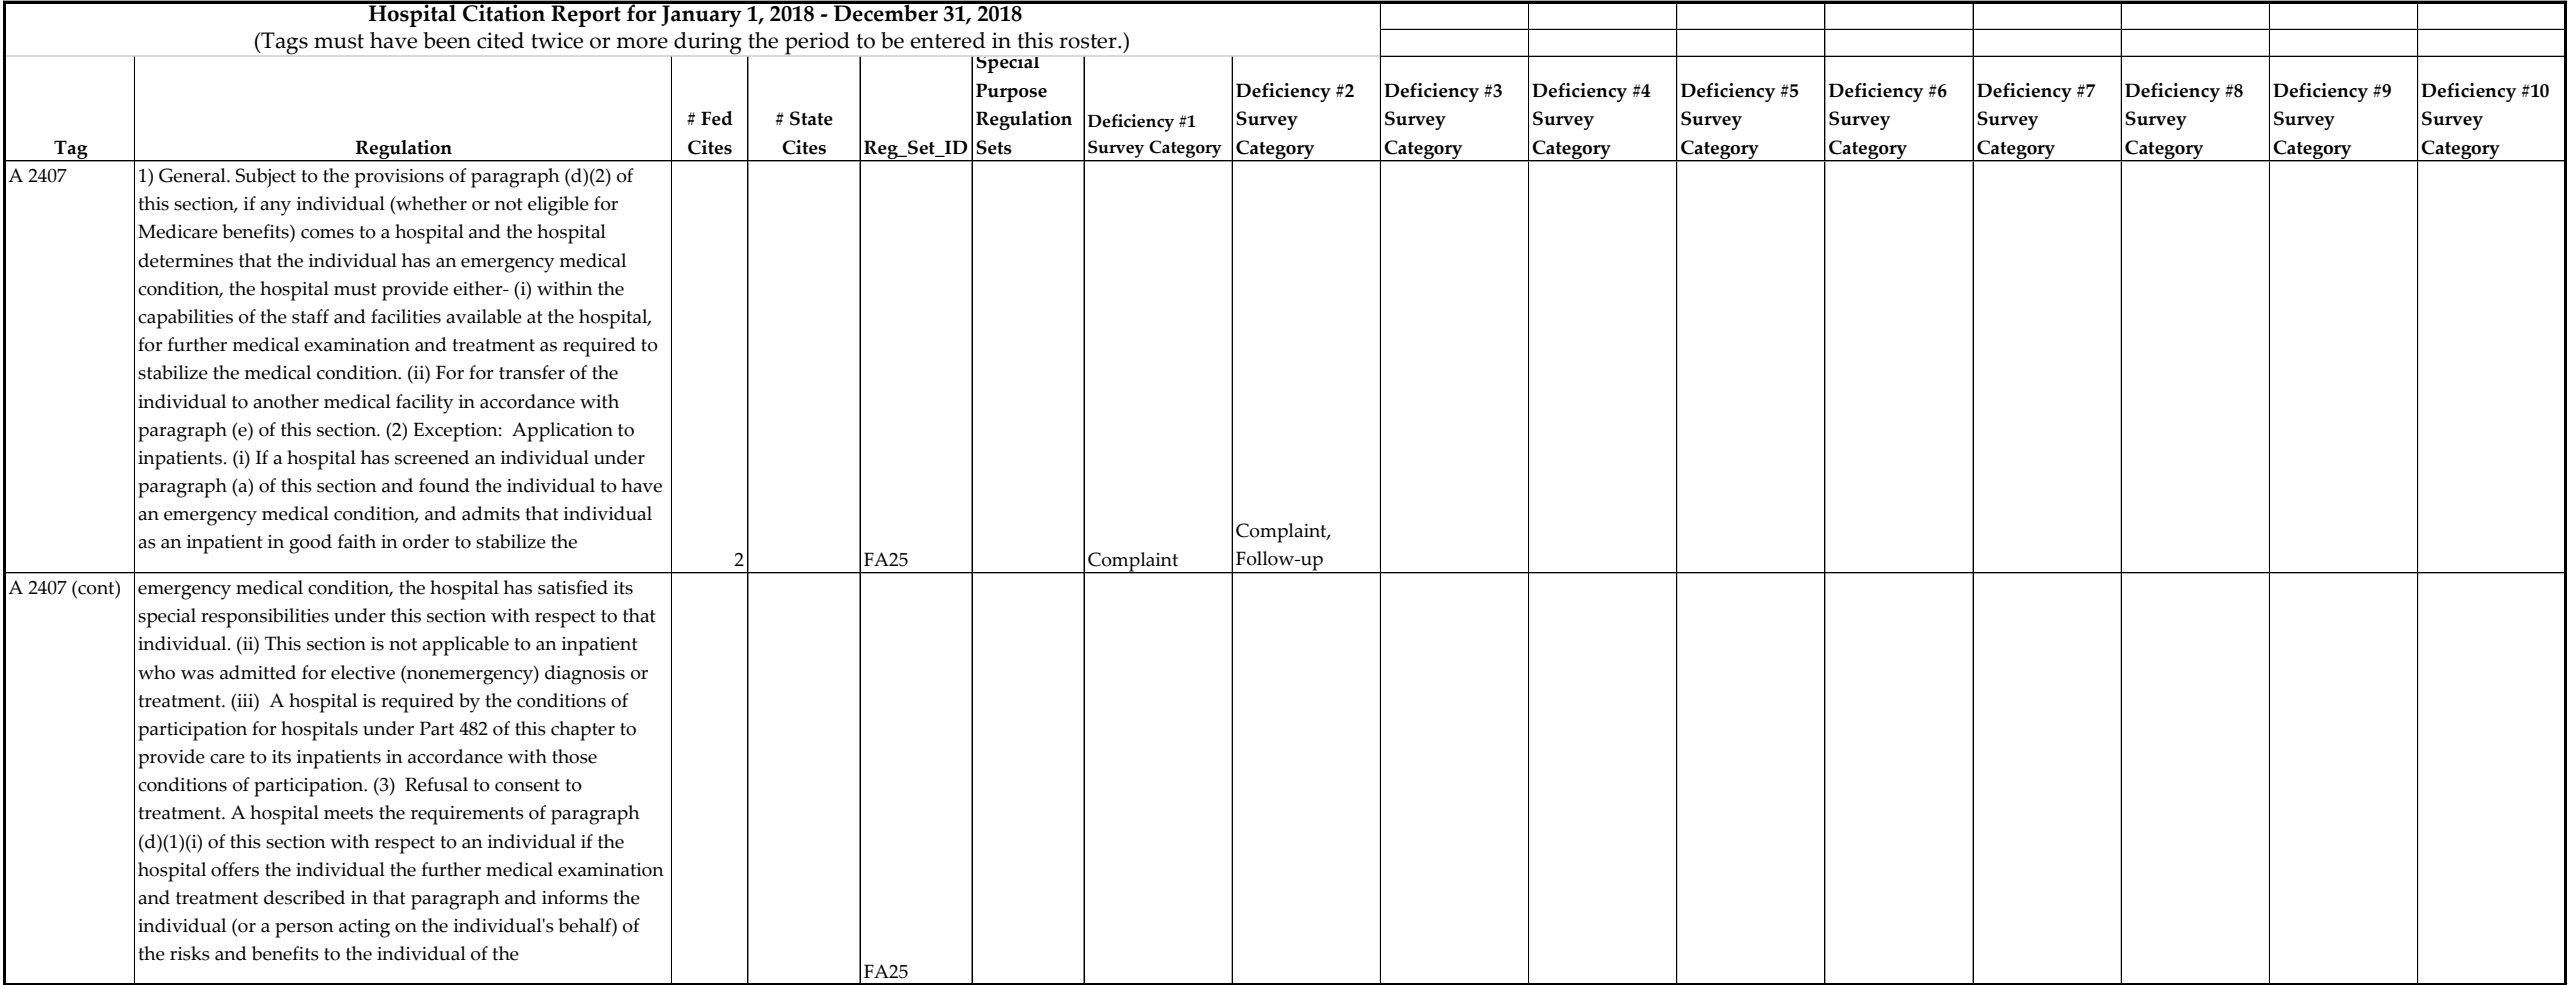 Hospital Citation Report for January 1, 2018 - December 31, 2018
(Tags must have been cited twice or more during the period to be entered in this roster.)
Tag
Regulation
# Fed
Cites
# State
Cites
Reg_Set_ID
Special
Purpose
Regulation
Sets
Deficiency #1
Survey Category
Deficiency #2
Survey
Category
Deficiency #3
Survey
Category
Deficiency #4
Survey
Category
Deficiency #5
Survey
Category
Deficiency #6
Survey
Category
Deficiency #7
Survey
Category
Deficiency #8
Survey
Category
Deficiency #9
Survey
Category
Deficiency #10
Survey
Category
A 2407
1) General. Subject to the provisions of paragraph (d)(2) of
this section, if any individual (whether or not eligible for
Medicare benefits) comes to a hospital and the hospital
determines that the individual has an emergency medical
condition, the hospital must provide either- (i) within the
capabilities of the staff and facilities available at the hospital,
for further medical examination and treatment as required to
stabilize the medical condition. (ii) For for transfer of the
individual to another medical facility in accordance with
paragraph (e) of this section. (2) Exception:  Application to
inpatients. (i) If a hospital has screened an individual under
paragraph (a) of this section and found the individual to have
an emergency medical condition, and admits that individual
as an inpatient in good faith in order to stabilize the
2
FA25
Complaint
Complaint,
Follow-up
A 2407 (cont)
emergency medical condition, the hospital has satisfied its
special responsibilities under this section with respect to that
individual. (ii) This section is not applicable to an inpatient
who was admitted for elective (nonemergency) diagnosis or
treatment. (iii)  A hospital is required by the conditions of
participation for hospitals under Part 482 of this chapter to
provide care to its inpatients in accordance with those
conditions of participation. (3)  Refusal to consent to
treatment. A hospital meets the requirements of paragraph
(d)(1)(i) of this section with respect to an individual if the
hospital offers the individual the further medical examination
and treatment described in that paragraph and informs the
individual (or a person acting on the individual's behalf) of
the risks and benefits to the individual of the
FA25